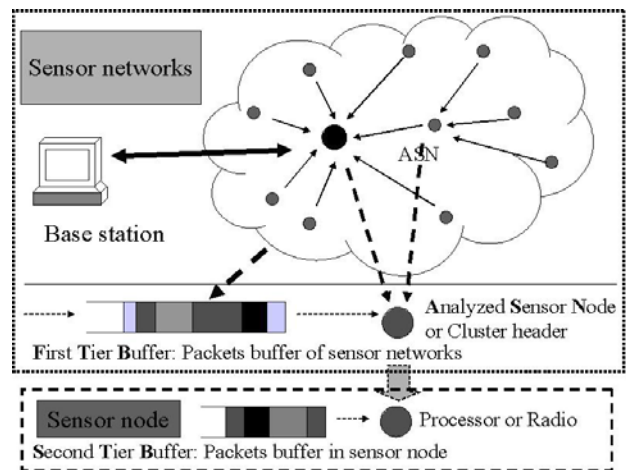 Sensor networks
ASN
Base station
Analyzed Sensor Node
or Cluster header
First Tier Buffer: Packets buffer of sensor networks
Sensor node
Processor or Radio
Second Tier Buffer: Packets buffer in sensor node